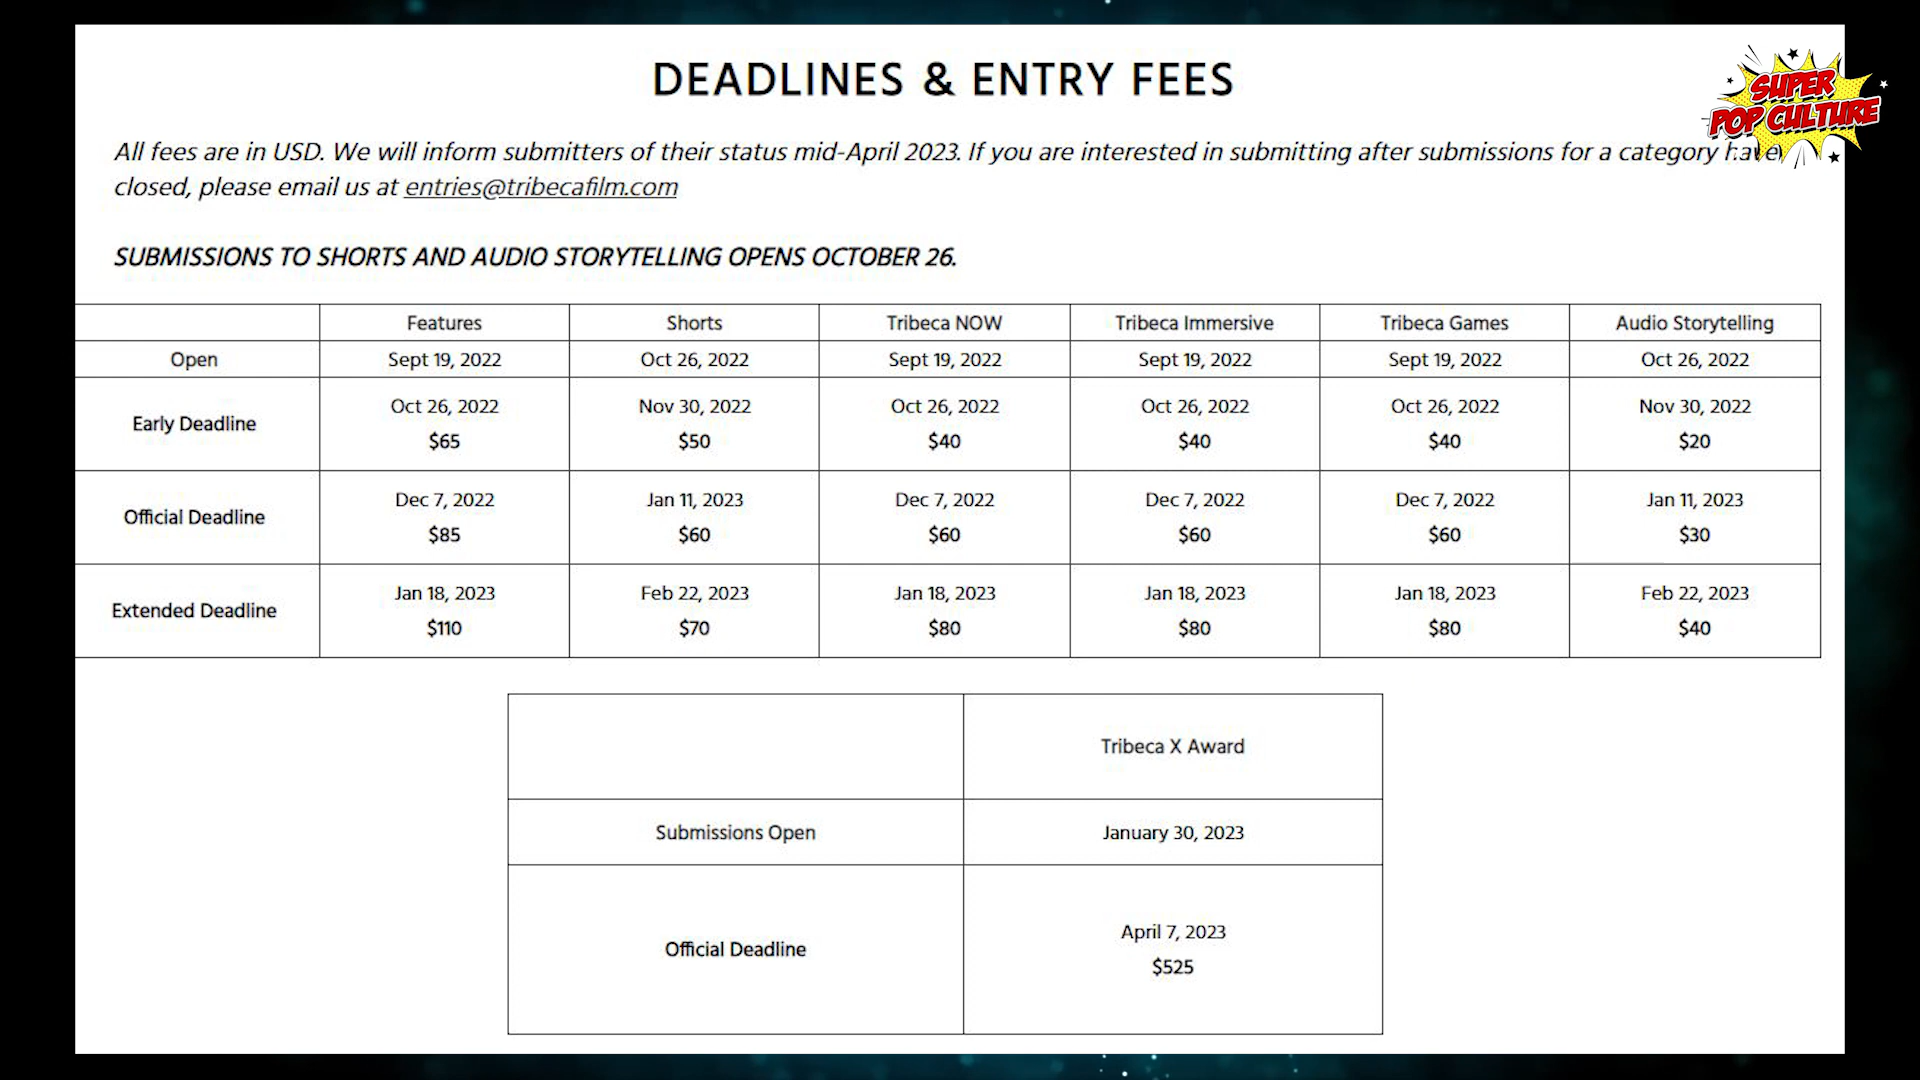 DEADLINES & ENTRY FEES
SUPER
POP CULTURE
All fees are in USD. We will inform submitters of their status mid-April 2023. If you are interested in submitting after submissions for a category have
closed, please email us at entries@tribecafilm.com
SUBMISSIONS TO SHORTS AND AUDIO STORYTELLING OPENS OCTOBER 26.
Features Shorts Tribeca NOW Tribeca Immersive Tribeca Games Audio Storytelling
Open Sept 19, 2022 Oct 26, 2022 Sept 19, 2022 Sept 19, 2022 Sept 19, 2022 Oct 26, 2022
Oct 26, 2022 Nov 30, 2022 Oct 26, 2022 Oct 26, 2022 Oct 26, 2022 Nov 30, 2022
Early Deadline
$65 $50 $40 $40 $40 $20
Dec 7, 2022 Jan 11, 2023 Dec 7, 2022 Dec 7, 2022 Dec 7, 2022 Jan 11, 2023
Official Deadline
$85 $60 $60 $60 $60 $30
Jan 18, 2023 Feb 22, 2023 Jan 18, 2023 Jan 18, 2023 Jan 18, 2023 Feb 22, 2023
Extended Deadline
$110 $70 $80 $80 $80 $40
Tribeca X Award
Submissions Open January 30, 2023
April 7, 2023
Official Deadline
$525